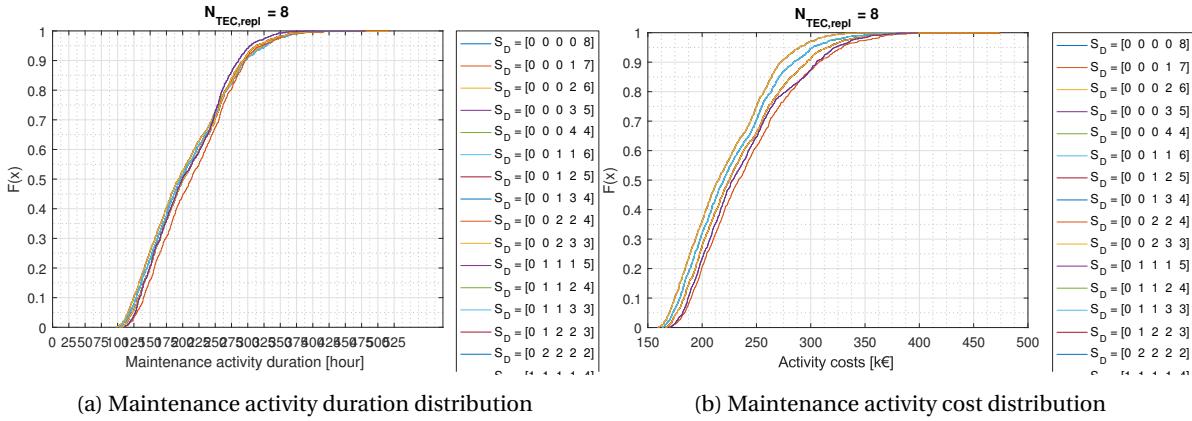 N_TEC,repl = 8
F(x)
1
0.9
0.8
0.7
0.6
0.5
0.4
0.3
0.2
0.1
0
0 25 50 75 100 125 150 175 200 225 250 275 300 325 350 375 400 425 450 475 500 525
Maintenance activity duration [hour]
S_D = [0 0 0 0 8]
S_D = [0 0 0 1 7]
S_D = [0 0 0 2 6]
S_D = [0 0 0 3 5]
S_D = [0 0 0 4 4]
S_D = [0 0 1 1 6]
S_D = [0 0 1 2 5]
S_D = [0 0 1 3 4]
S_D = [0 0 2 2 4]
S_D = [0 0 2 3 3]
S_D = [0 1 1 1 5]
S_D = [0 1 1 2 4]
S_D = [0 1 1 3 3]
S_D = [0 1 2 2 3]
S_D = [0 2 2 2 2]
S_D = [1 1 1 1 4]
(a) Maintenance activity duration distribution
N_TEC,repl = 8
F(x)
1
0.9
0.8
0.7
0.6
0.5
0.4
0.3
0.2
0.1
0
150 200 250 300 350 400 450 500
Activity costs [k€]
S_D = [0 0 0 0 8]
S_D = [0 0 0 1 7]
S_D = [0 0 0 2 6]
S_D = [0 0 0 3 5]
S_D = [0 0 0 4 4]
S_D = [0 0 1 1 6]
S_D = [0 0 1 2 5]
S_D = [0 0 1 3 4]
S_D = [0 0 2 2 4]
S_D = [0 0 2 3 3]
S_D = [0 1 1 1 5]
S_D = [0 1 1 2 4]
S_D = [0 1 1 3 3]
S_D = [0 1 2 2 3]
S_D = [0 2 2 2 2]
S_D = [1 1 1 1 4]
(b) Maintenance activity cost distribution